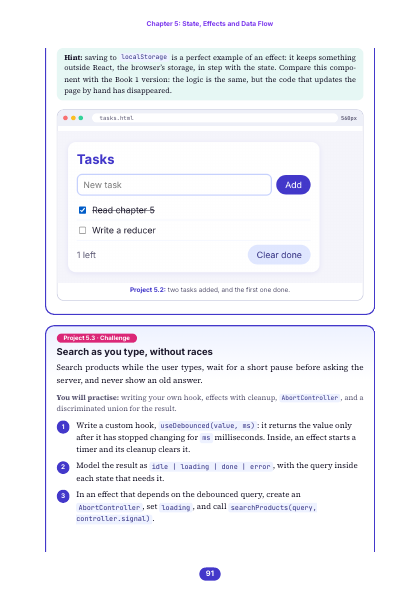 Chapter 5: State, Effects and Data Flow
Hint: saving to localStorage is a perfect example of an effect: it keeps something
outside React, the browser's storage, in step with the state. Compare this compo-
nent with the Book 1 version: the logic is the same, but the code that updates the
page by hand has disappeared.
tasks.html
560px
Tasks
New task
Add
Read chapter 5
Write a reducer
1 left
Clear done
Project 5.2: two tasks added, and the first one done.
Project 5.3 · Challenge
Search as you type, without races
Search products while the user types, wait for a short pause before asking the
server, and never show an old answer.
You will practise: writing your own hook, effects with cleanup, AbortController, and a
discriminated union for the result.
1 Write a custom hook, useDebounced(value, ms): it returns the value only
after it has stopped changing for ms milliseconds. Inside, an effect starts a
timer and its cleanup clears it.
2 Model the result as idle | loading | done | error, with the query inside
each state that needs it.
3 In an effect that depends on the debounced query, create an
AbortController, set loading, and call searchProducts(query,
controller.signal).
91